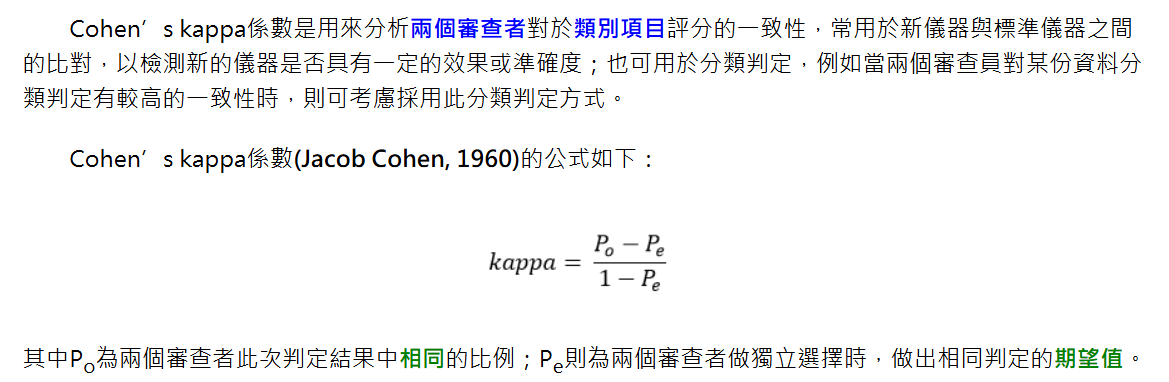 Cohen’s kappa係數是用來分析兩個審查者對於類別項目評分的一致性，常用於新儀器與標準儀器之間
的比對，以檢測新的儀器是否具有一定的效果或準確度；也可用於分類判定，例如當兩個審查員對某份資料分
類判定有較高的一致性時，則可考慮採用此分類判定方式。
Cohen’s kappa係數(Jacob Cohen, 1960)的公式如下：
kappa = (Pₒ − Pₑ) / (1 − Pₑ)
其中Pₒ為兩個審查者此次判定結果中相同的比例；Pₑ則為兩個審查者做獨立選擇時，做出相同判定的期望值。